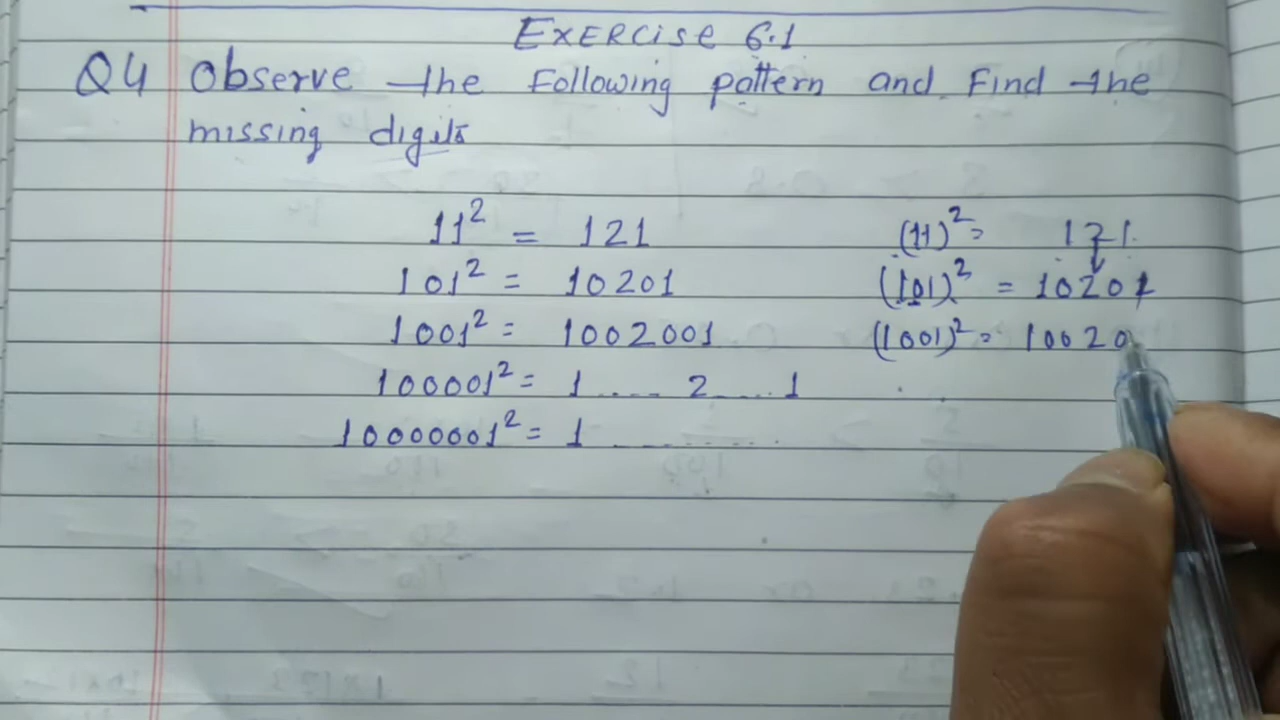 EXERCISE 6.1
Q4 Observe the Following pattern and Find the
missing digits
11² = 121
101² = 10201
1001² = 1002001
100001² = 1 .... 2 .... 1
10000001² = 1 ............
(11)² = 121
(101)² = 10201
(1001)² = 10020